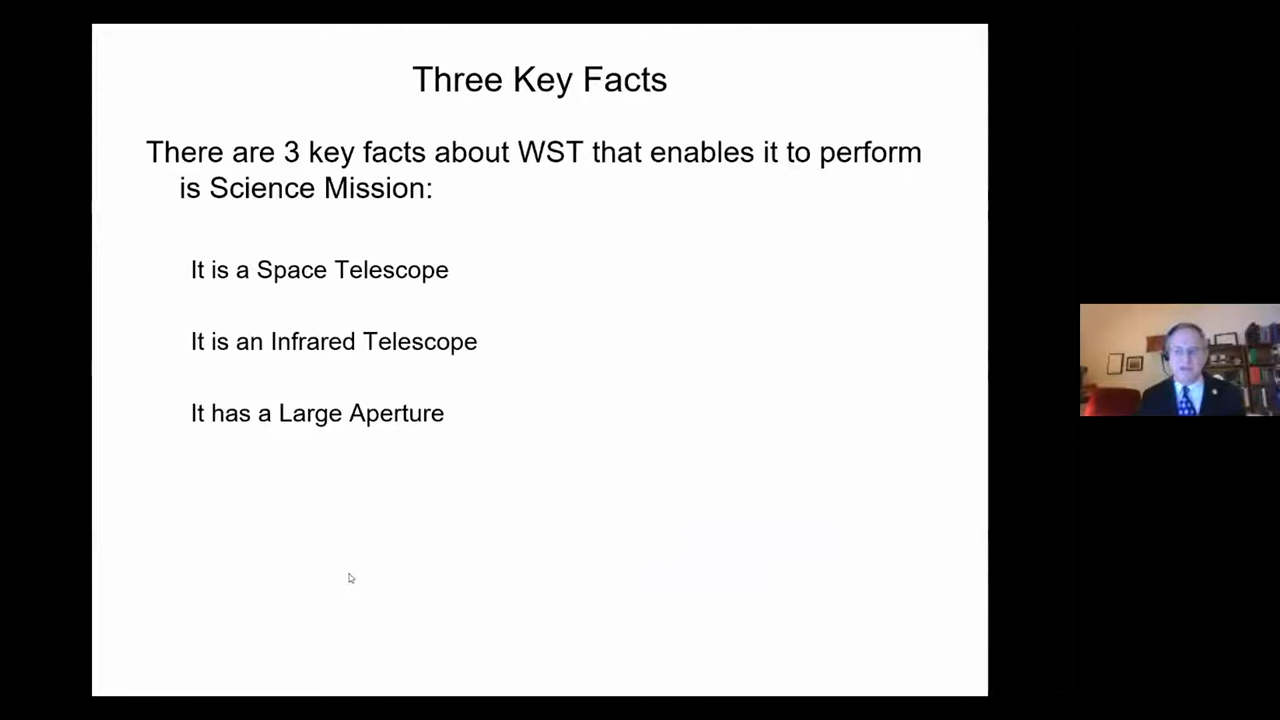 Three Key Facts
There are 3 key facts about WST that enables it to perform
is Science Mission:
It is a Space Telescope
It is an Infrared Telescope
It has a Large Aperture